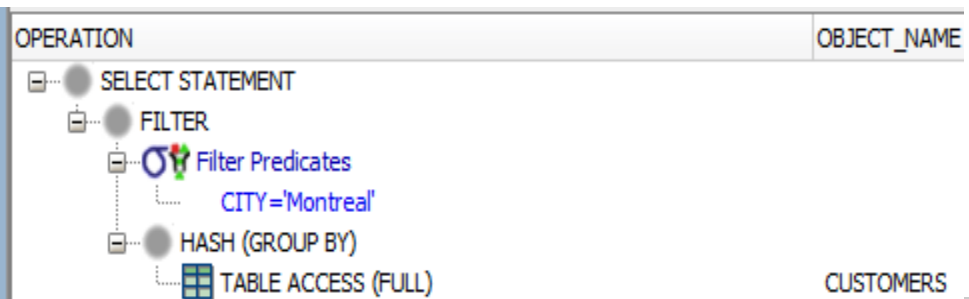 OPERATION OBJECT_NAME
SELECT STATEMENT
FILTER
Filter Predicates
CITY='Montreal'
HASH (GROUP BY)
TABLE ACCESS (FULL) CUSTOMERS